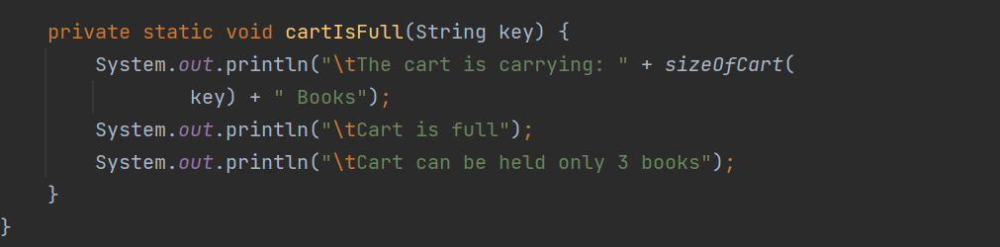 private static void cartIsFull(String key) {
System.out.println("\tThe cart is carrying: " + sizeOfCart(
key) + " Books");
System.out.println("\tCart is full");
System.out.println("\tCart can be held only 3 books");
}
}